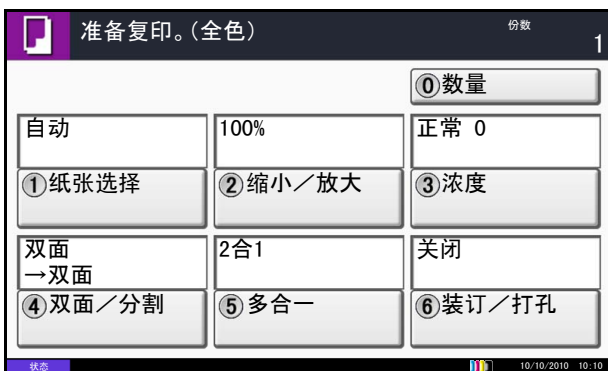 准备复印。(全色)
份数
1
⓪数量
自动
100%
正常 0
①纸张选择
②缩小／放大
③浓度
双面
→双面
2合1
关闭
④双面／分割
⑤多合一
⑥装订／打孔
状态
10/10/2010 10:10